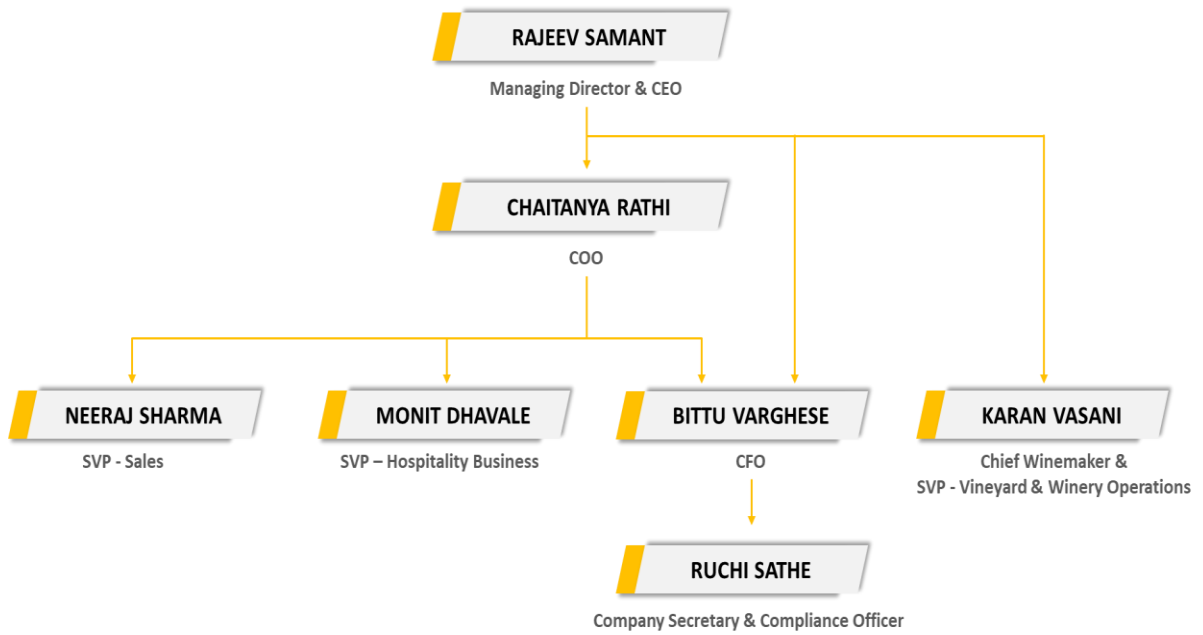 RAJEEV SAMANT
Managing Director & CEO
CHAITANYA RATHI
COO
NEERAJ SHARMA
SVP - Sales
MONIT DHAVALE
SVP – Hospitality Business
BITTU VARGHESE
CFO
KARAN VASANI
Chief Winemaker &
SVP - Vineyard & Winery Operations
RUCHI SATHE
Company Secretary & Compliance Officer